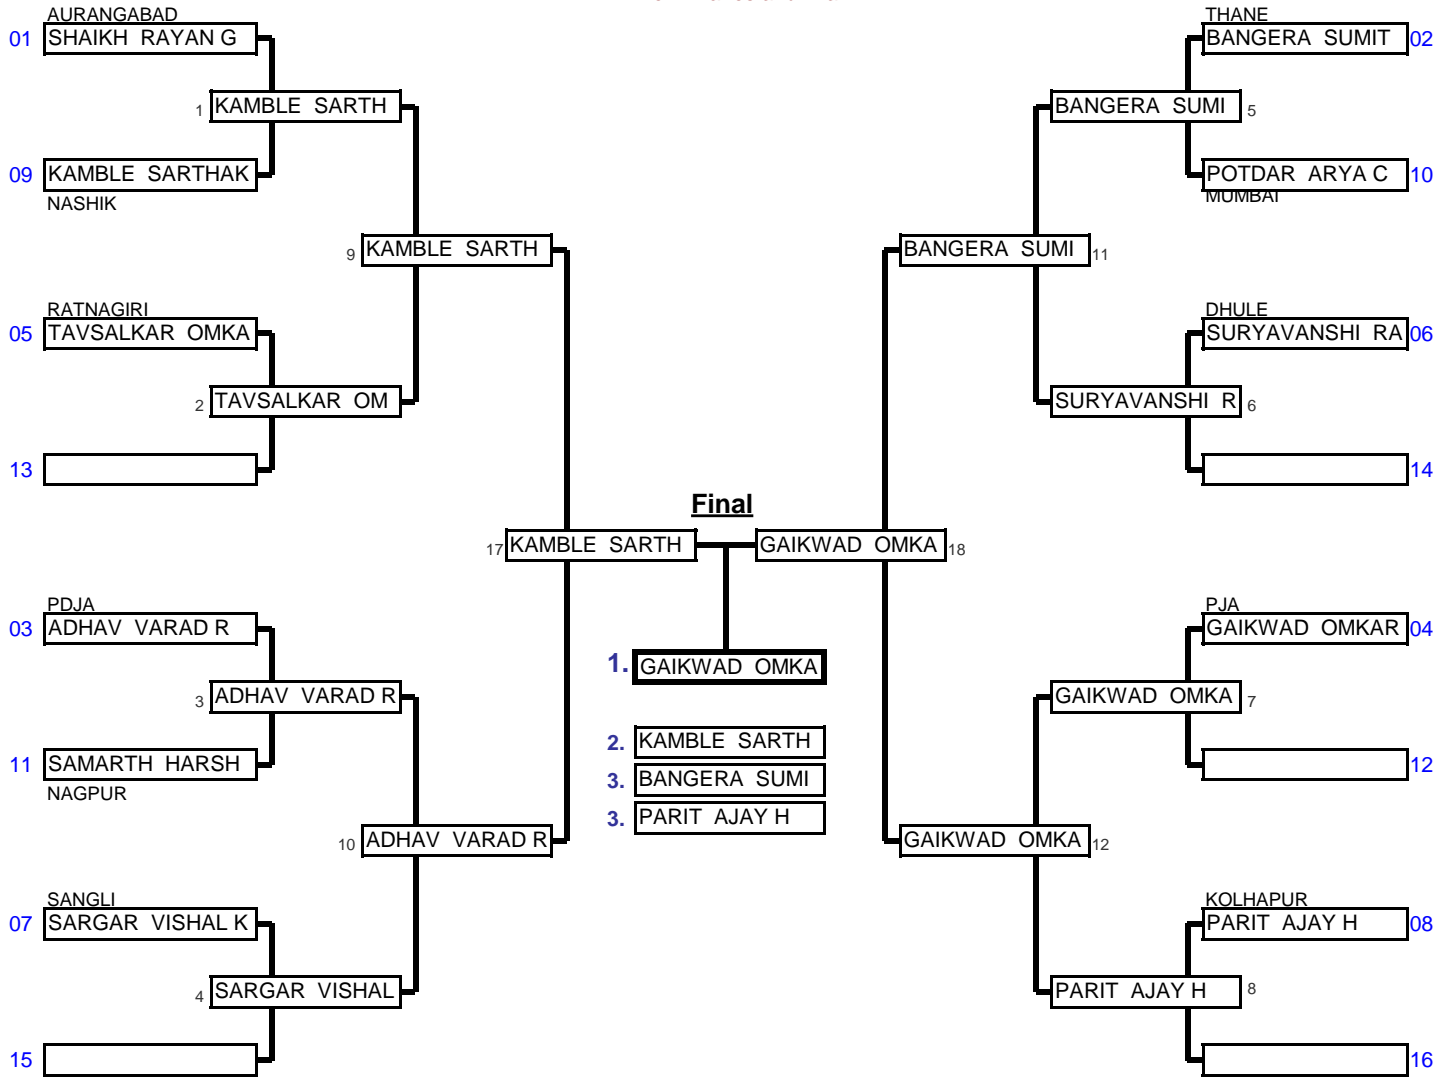 AURANGABAD
01 SHAIKH RAYAN G
1 KAMBLE SARTH
09 KAMBLE SARTHAK
NASHIK
9 KAMBLE SARTH
RATNAGIRI
05 TAVSALKAR OMKA
2 TAVSALKAR OM
13
17 KAMBLE SARTH
PDJA
03 ADHAV VARAD R
3 ADHAV VARAD R
11 SAMARTH HARSH
NAGPUR
10 ADHAV VARAD R
SANGLI
07 SARGAR VISHAL K
4 SARGAR VISHAL
15
Final
1. GAIKWAD OMKA
2. KAMBLE SARTH
3. BANGERA SUMI
3. PARIT AJAY H
THANE
BANGERA SUMIT 02
BANGERA SUMI 5
POTDAR ARYA C 10
MUMBAI
BANGERA SUMI 11
DHULE
SURYAVANSHI RA 06
SURYAVANSHI R 6
14
GAIKWAD OMKA 18
PJA
GAIKWAD OMKAR 04
GAIKWAD OMKA 7
12
GAIKWAD OMKA 12
KOLHAPUR
PARIT AJAY H 08
PARIT AJAY H 8
16